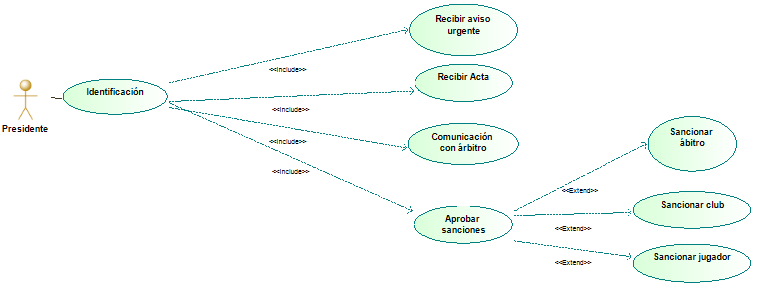 Recibir aviso
urgente
<<Include>>
Recibir Acta
Identificación
<<Include>>
Presidente
Comunicación
con árbitro
<<Include>>
Sancionar
ábitro
<<Include>>
<<Extend>>
Aprobar
sanciones
Sancionar club
<<Extend>>
Sancionar jugador
<<Extend>>